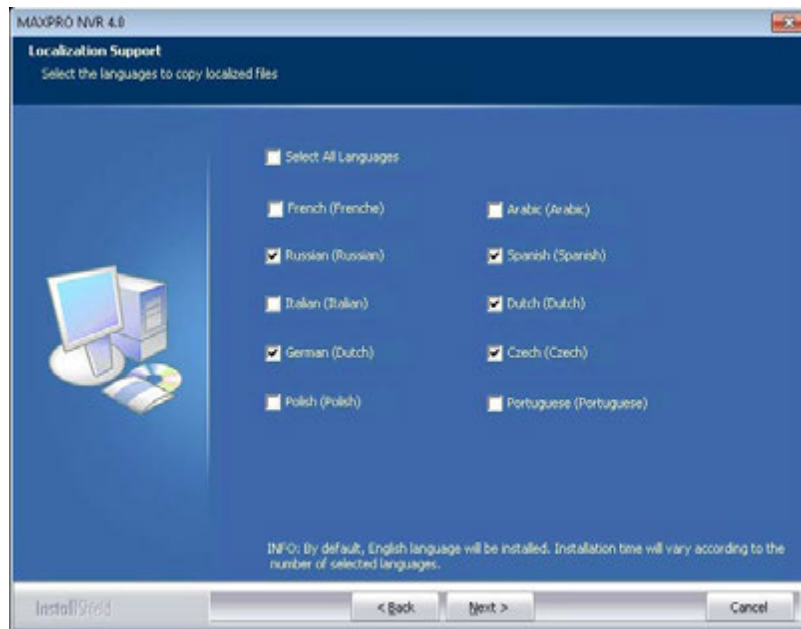 MAXPRO NVR 4.0
Localization Support
Select the languages to copy localized files
Select All Languages
French (Frenche)
Arabic (Arabic)
Russian (Russian)
Spanish (Spanish)
Italian (Italian)
Dutch (Dutch)
German (Dutch)
Czech (Czech)
Polish (Polish)
Portuguese (Portuguese)
INFO: By default, English language will be installed. Installation time will vary according to the
number of selected languages.
InstallShield
< Back
Next >
Cancel